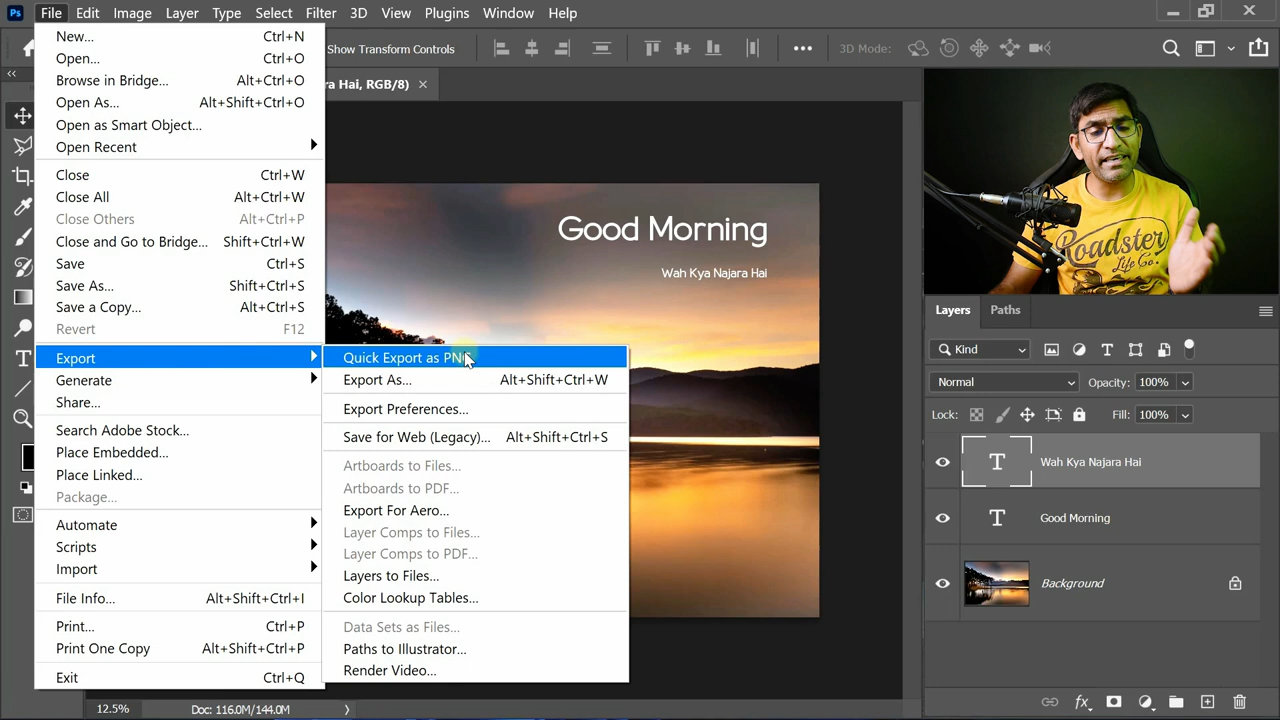 Ps File Edit Image Layer Type Select Filter 3D View Plugins Window Help
Show Transform Controls
3D Mode:
ra Hai, RGB/8)
New... Ctrl+N
Open... Ctrl+O
Browse in Bridge... Alt+Ctrl+O
Open As... Alt+Shift+Ctrl+O
Open as Smart Object...
Open Recent
Close Ctrl+W
Close All Alt+Ctrl+W
Close Others Alt+Ctrl+P
Close and Go to Bridge... Shift+Ctrl+W
Save Ctrl+S
Save As... Shift+Ctrl+S
Save a Copy... Alt+Ctrl+S
Revert F12
Export
Generate
Share...
Search Adobe Stock...
Place Embedded...
Place Linked...
Package...
Automate
Scripts
Import
File Info... Alt+Shift+Ctrl+I
Print... Ctrl+P
Print One Copy Alt+Shift+Ctrl+P
Exit Ctrl+Q
Quick Export as PN
Export As... Alt+Shift+Ctrl+W
Export Preferences...
Save for Web (Legacy)... Alt+Shift+Ctrl+S
Artboards to Files...
Artboards to PDF...
Export For Aero...
Layer Comps to Files...
Layer Comps to PDF...
Layers to Files...
Color Lookup Tables...
Data Sets as Files...
Paths to Illustrator...
Render Video...
Good Morning
Wah Kya Najara Hai
Roadster
Life Co.
Layers Paths
Kind
Normal Opacity: 100%
Lock: Fill: 100%
T Wah Kya Najara Hai
T Good Morning
Background
12.5% Doc: 116.0M/144.0M